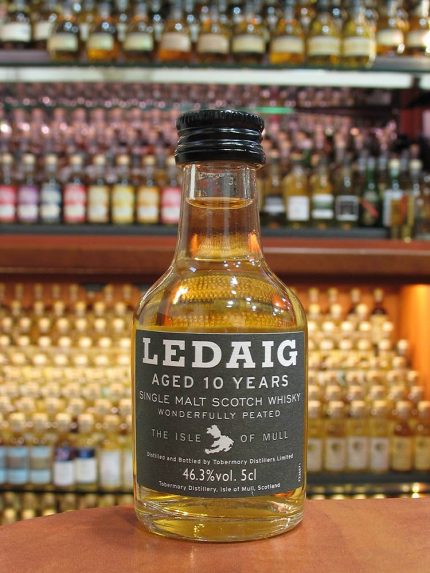 LEDAIG
AGED 10 YEARS
SINGLE MALT SCOTCH WHISKY
WONDERFULLY PEATED
THE ISLE OF MULL
Distilled and Bottled by Tobermory Distillers Limited
46.3%vol. 5cl
Tobermory Distillery, Isle of Mull, Scotland